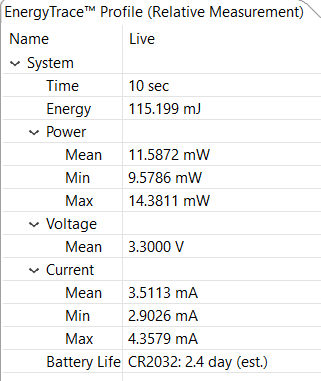 EnergyTrace™ Profile (Relative Measurement)
Name Live
System
Time 10 sec
Energy 115.199 mJ
Power
Mean 11.5872 mW
Min 9.5786 mW
Max 14.3811 mW
Voltage
Mean 3.3000 V
Current
Mean 3.5113 mA
Min 2.9026 mA
Max 4.3579 mA
Battery Life CR2032: 2.4 day (est.)